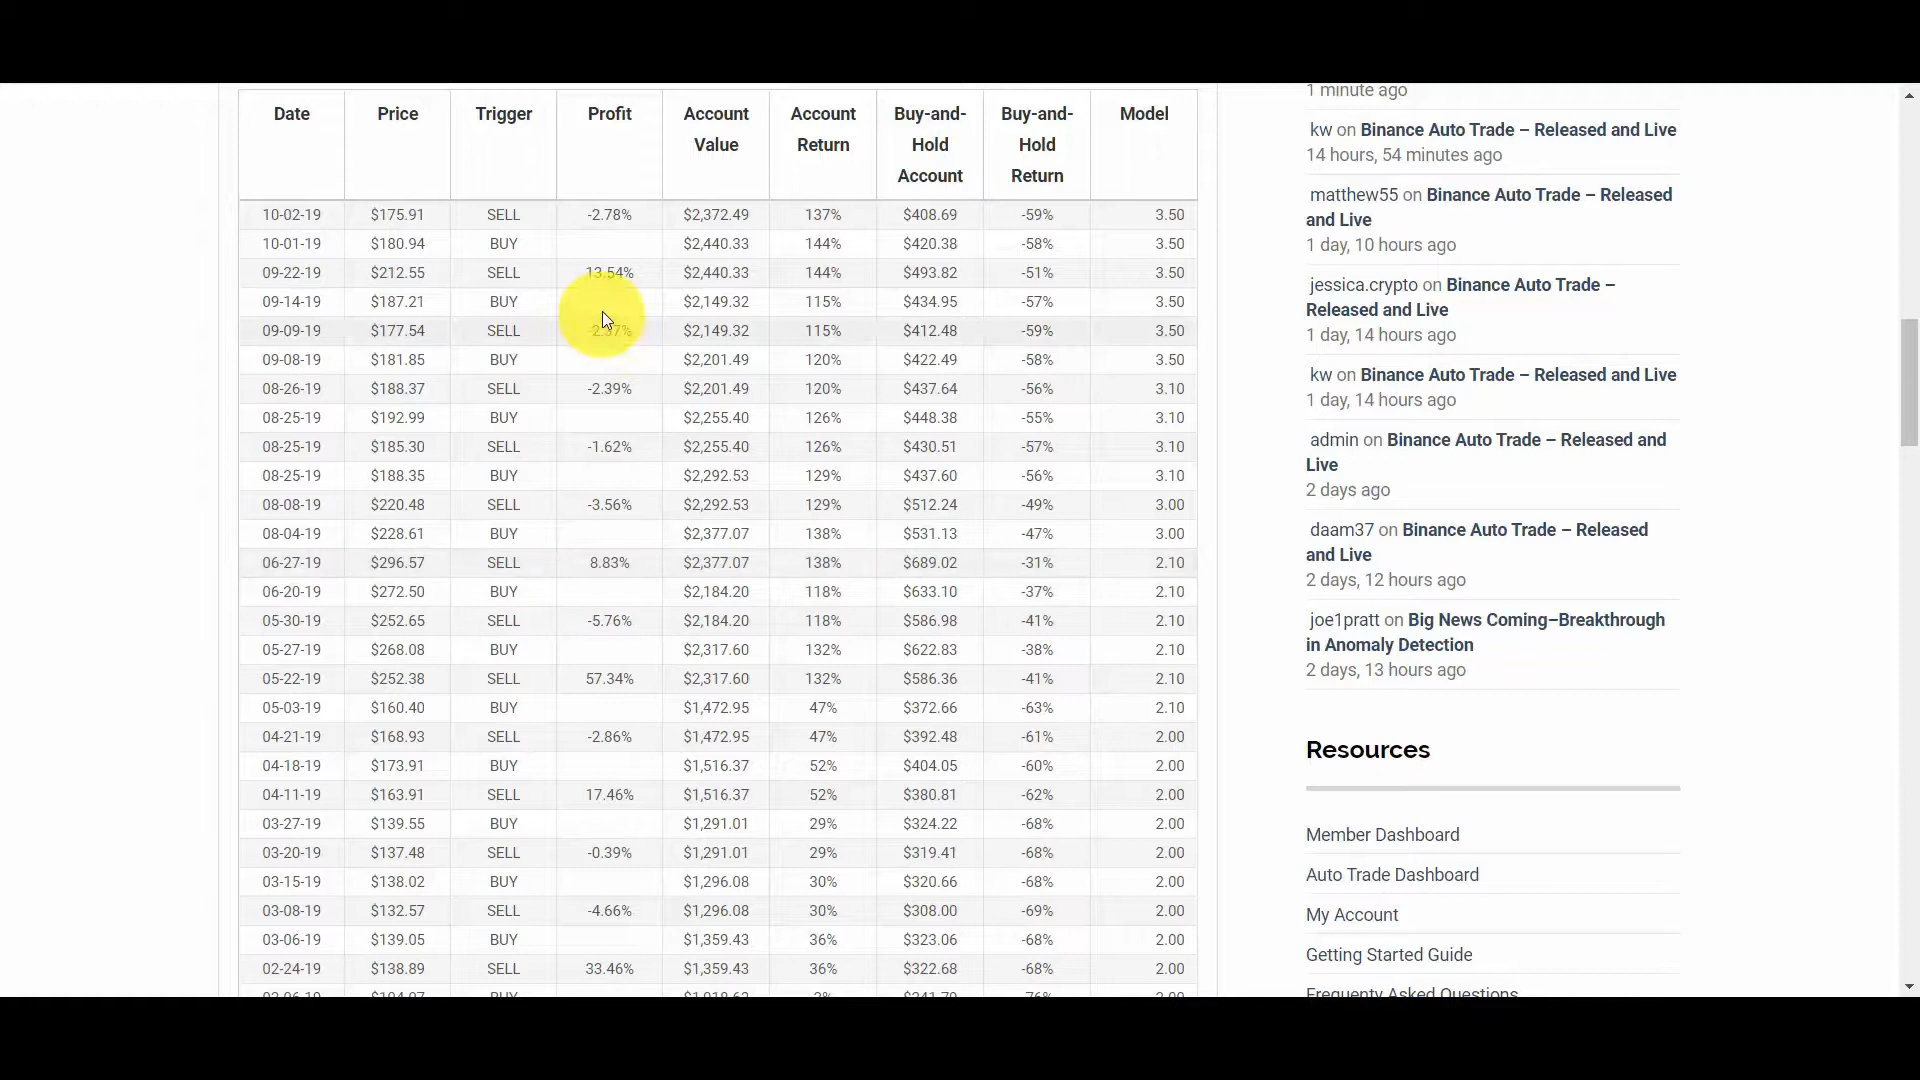 Date Price Trigger Profit Account Value Account Return Buy-and-Hold Account Buy-and-Hold Return Model
10-02-19 $175.91 SELL -2.78% $2,372.49 137% $408.69 -59% 3.50
10-01-19 $180.94 BUY $2,440.33 144% $420.38 -58% 3.50
09-22-19 $212.55 SELL 13.54% $2,440.33 144% $493.82 -51% 3.50
09-14-19 $187.21 BUY $2,149.32 115% $434.95 -57% 3.50
09-09-19 $177.54 SELL -2.37% $2,149.32 115% $412.48 -59% 3.50
09-08-19 $181.85 BUY $2,201.49 120% $422.49 -58% 3.50
08-26-19 $188.37 SELL -2.39% $2,201.49 120% $437.64 -56% 3.10
08-25-19 $192.99 BUY $2,255.40 126% $448.38 -55% 3.10
08-25-19 $185.30 SELL -1.62% $2,255.40 126% $430.51 -57% 3.10
08-25-19 $188.35 BUY $2,292.53 129% $437.60 -56% 3.10
08-08-19 $220.48 SELL -3.56% $2,292.53 129% $512.24 -49% 3.00
08-04-19 $228.61 BUY $2,377.07 138% $531.13 -47% 3.00
06-27-19 $296.57 SELL 8.83% $2,377.07 138% $689.02 -31% 2.10
06-20-19 $272.50 BUY $2,184.20 118% $633.10 -37% 2.10
05-30-19 $252.65 SELL -5.76% $2,184.20 118% $586.98 -41% 2.10
05-27-19 $268.08 BUY $2,317.60 132% $622.83 -38% 2.10
05-22-19 $252.38 SELL 57.34% $2,317.60 132% $586.36 -41% 2.10
05-03-19 $160.40 BUY $1,472.95 47% $372.66 -63% 2.10
04-21-19 $168.93 SELL -2.86% $1,472.95 47% $392.48 -61% 2.00
04-18-19 $173.91 BUY $1,516.37 52% $404.05 -60% 2.00
04-11-19 $163.91 SELL 17.46% $1,516.37 52% $380.81 -62% 2.00
03-27-19 $139.55 BUY $1,291.01 29% $324.22 -68% 2.00
03-20-19 $137.48 SELL -0.39% $1,291.01 29% $319.41 -68% 2.00
03-15-19 $138.02 BUY $1,296.08 30% $320.66 -68% 2.00
03-08-19 $132.57 SELL -4.66% $1,296.08 30% $308.00 -69% 2.00
03-06-19 $139.05 BUY $1,359.43 36% $323.06 -68% 2.00
02-24-19 $138.89 SELL 33.46% $1,359.43 36% $322.68 -68% 2.00
1 minute ago
kw on Binance Auto Trade – Released and Live
14 hours, 54 minutes ago
matthew55 on Binance Auto Trade – Released
and Live
1 day, 10 hours ago
jessica.crypto on Binance Auto Trade –
Released and Live
1 day, 14 hours ago
kw on Binance Auto Trade – Released and Live
1 day, 14 hours ago
admin on Binance Auto Trade – Released and
Live
2 days ago
daam37 on Binance Auto Trade – Released
and Live
2 days, 12 hours ago
joe1pratt on Big News Coming–Breakthrough
in Anomaly Detection
2 days, 13 hours ago
Resources
Member Dashboard
Auto Trade Dashboard
My Account
Getting Started Guide
Frequenty Asked Questions